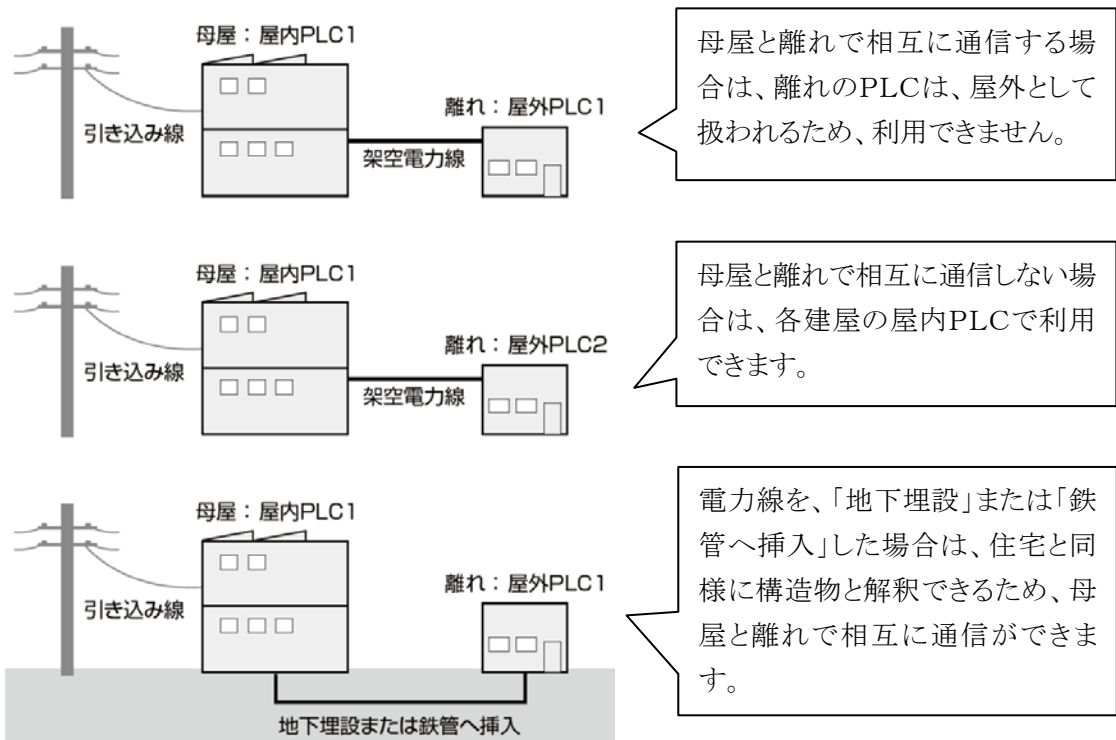 母屋：屋内PLC1
離れ：屋外PLC1
引き込み線
架空電力線
母屋と離れで相互に通信する場
合は、離れのPLCは、屋外として
扱われるため、利用できません。
母屋：屋内PLC1
離れ：屋外PLC2
引き込み線
架空電力線
母屋と離れで相互に通信しない場
合は、各建屋の屋内PLCで利用
できます。
母屋：屋内PLC1
離れ：屋外PLC1
引き込み線
地下埋設または鉄管へ挿入
電力線を、「地下埋設」または「鉄
管へ挿入」した場合は、住宅と同
様に構造物と解釈できるため、母
屋と離れで相互に通信ができま
す。